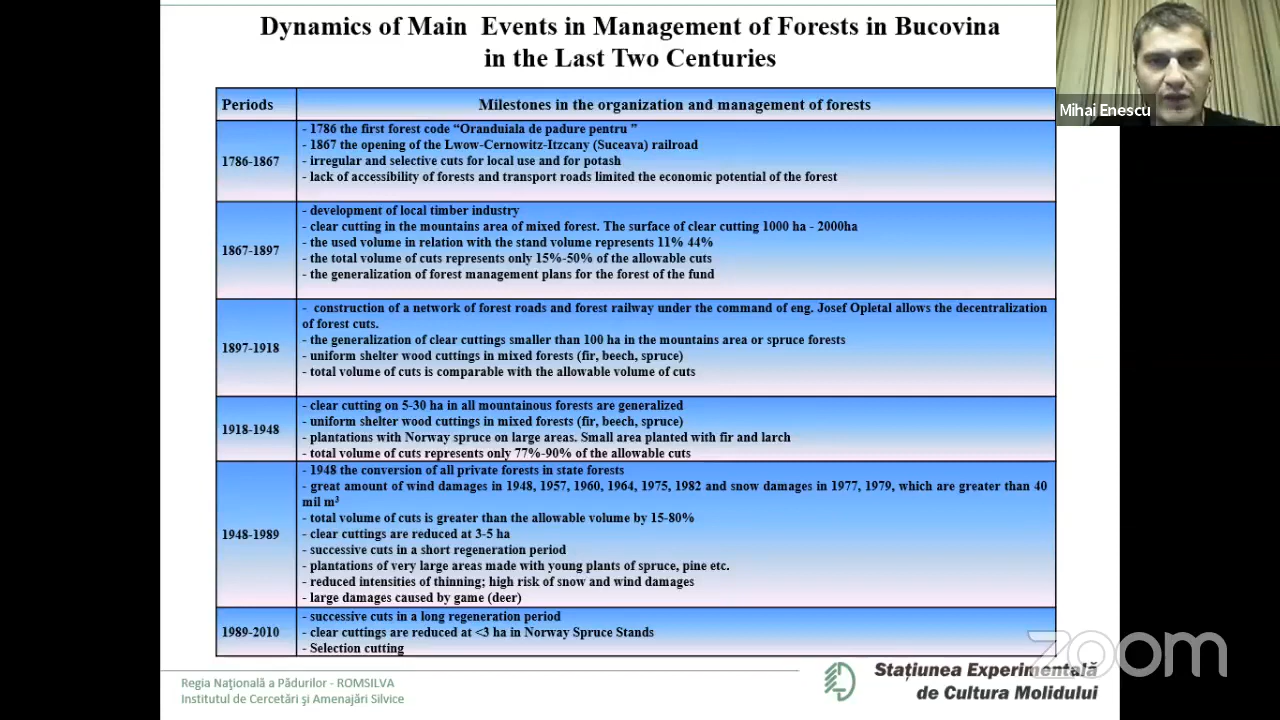 Dynamics of Main Events in Management of Forests in Bucovina
in the Last Two Centuries
Mihai Enescu
Periods
Milestones in the organization and management of forests
1786-1867
- 1786 the first forest code “Oranduiala de padure pentru ”
- 1867 the opening of the Lwow-Cernowitz-Itzcany (Suceava) railroad
- irregular and selective cuts for local use and for potash
- lack of accessibility of forests and transport roads limited the economic potential of the forest
1867-1897
- development of local timber industry
- clear cutting in the mountains area of mixed forest. The surface of clear cutting 1000 ha - 2000ha
- the used volume in relation with the stand volume represents 11% 44%
- the total volume of cuts represents only 15%-50% of the allowable cuts
- the generalization of forest management plans for the forest of the fund
1897-1918
- construction of a network of forest roads and forest railway under the command of eng. Josef Opletal allows the decentralization
of forest cuts.
- the generalization of clear cuttings smaller than 100 ha in the mountains area or spruce forests
- uniform shelter wood cuttings in mixed forests (fir, beech, spruce)
- total volume of cuts is comparable with the allowable volume of cuts
1918-1948
- clear cutting on 5-30 ha in all mountainous forests are generalized
- uniform shelter wood cuttings in mixed forests (fir, beech, spruce)
- plantations with Norway spruce on large areas. Small area planted with fir and larch
- total volume of cuts represents only 77%-90% of the allowable cuts
1948-1989
- 1948 the conversion of all private forests in state forests
- great amount of wind damages in 1948, 1957, 1960, 1964, 1975, 1982 and snow damages in 1977, 1979, which are greater than 40
mil m³
- total volume of cuts is greater than the allowable volume by 15-80%
- clear cuttings are reduced at 3-5 ha
- successive cuts in a short regeneration period
- plantations of very large areas made with young plants of spruce, pine etc.
- reduced intensities of thinning; high risk of snow and wind damages
- large damages caused by game (deer)
1989-2010
- successive cuts in a long regeneration period
- clear cuttings are reduced at <3 ha in Norway Spruce Stands
- Selection cutting
zoom
Regia Naţională a Pădurilor - ROMSILVA
Institutul de Cercetări şi Amenajări Silvice
Staţiunea Experimentală
de Cultura Molidului